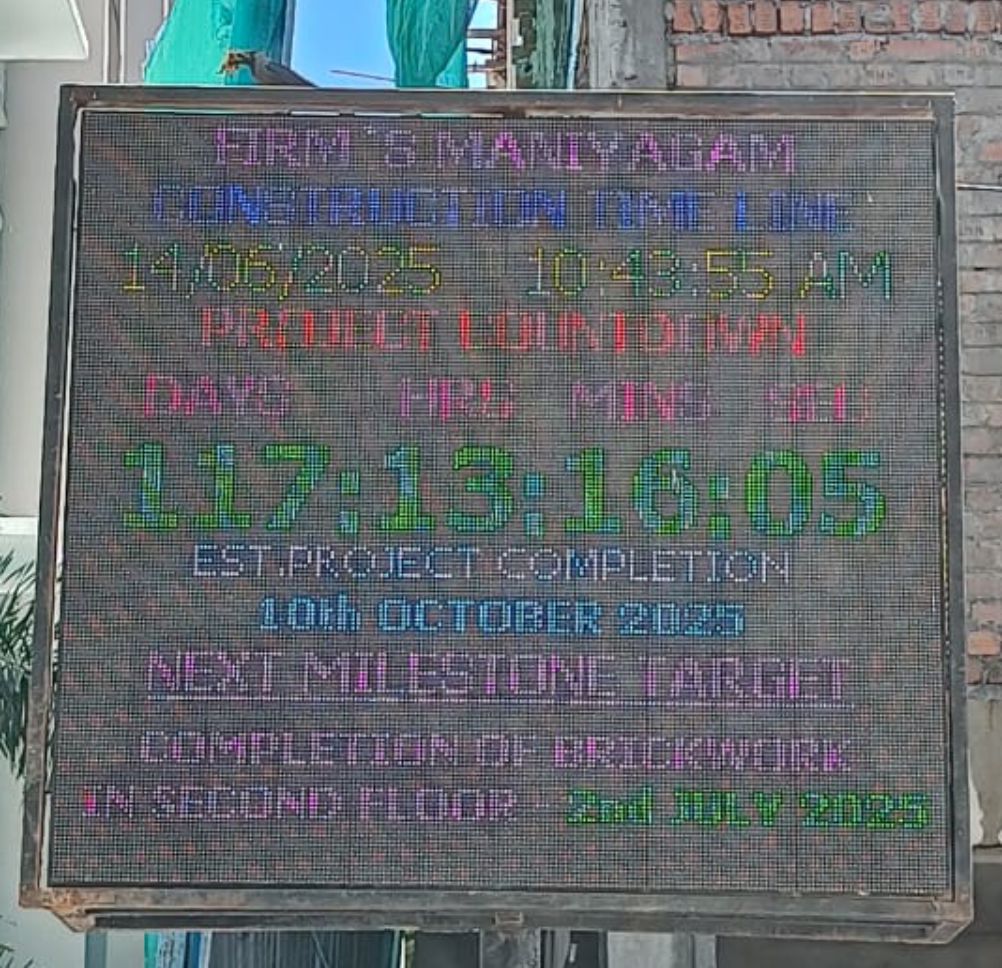 FIRM `S MANIYAGAM
CONSTRUCTION TIME LINE
14/06/2025 10:43:55 AM
PROJECT COUNTDOWN
DAYS HRS MINS SEC
117:13:16:05
EST.PROJECT COMPLETION
10th OCTOBER 2025
NEXT MILESTONE TARGET
COMPLETION OF BRICKWORK
IN SECOND FLOOR - 2nd JULY 2025